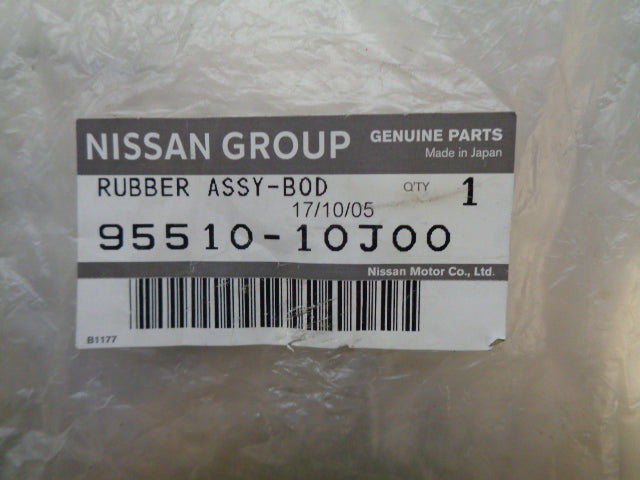 NISSAN GROUP GENUINE PARTS
Made in Japan
RUBBER ASSY-BOD Q'TY 1
17/10/05
95510-10J00
Nissan Motor Co., Ltd.
B1177